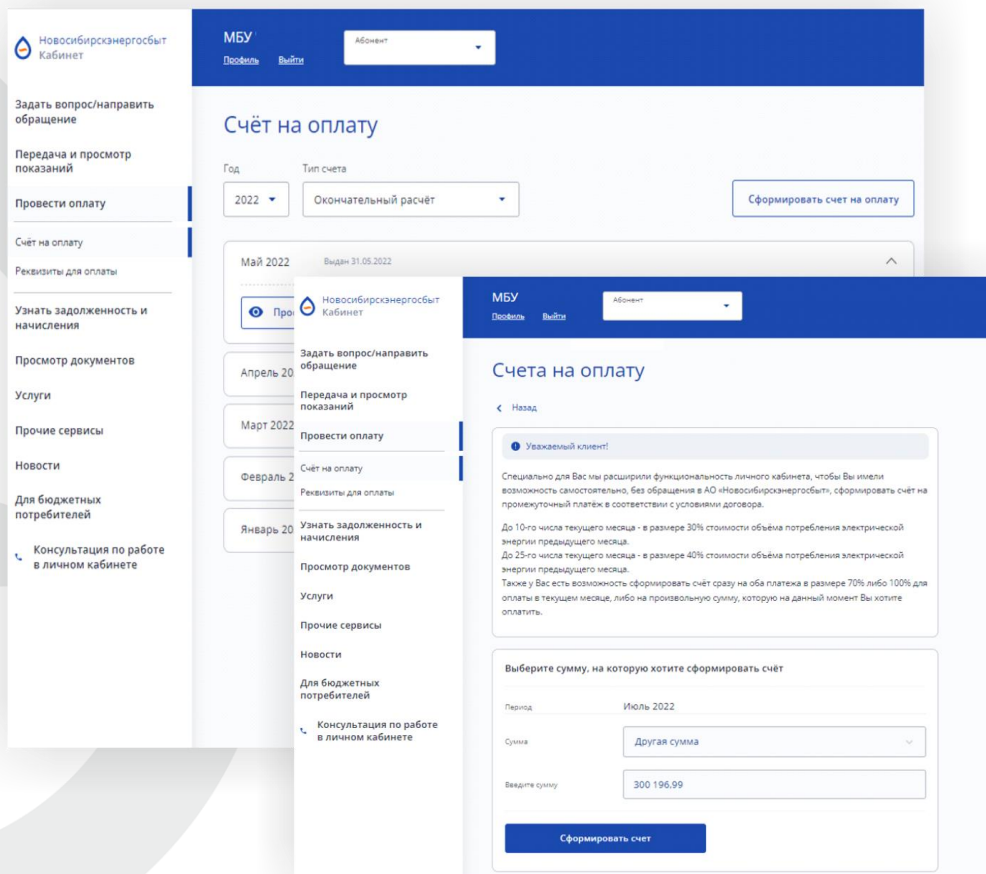 Новосибирскэнергосбыт
Кабинет
Задать вопрос/направить
обращение
Передача и просмотр
показаний
Провести оплату
Счёт на оплату
Реквизиты для оплаты
Узнать задолженность и
начисления
Просмотр документов
Услуги
Прочие сервисы
Новости
Для бюджетных
потребителей
Консультация по работе
в личном кабинете
МБУ
Профиль Выйти
Абонент
Счёт на оплату
Год Тип счета
2022 Окончательный расчёт
Сформировать счет на оплату
Май 2022 Выдан 31.05.2022
Апрель 20
Март 2022
Февраль 2
Январь 20
Новосибирскэнергосбыт
Кабинет
Задать вопрос/направить
обращение
Передача и просмотр
показаний
Провести оплату
Счёт на оплату
Реквизиты для оплаты
Узнать задолженность и
начисления
Просмотр документов
Услуги
Прочие сервисы
Новости
Для бюджетных
потребителей
Консультация по работе
в личном кабинете
МБУ
Профиль Выйти
Абонент
Счета на оплату
Назад
Уважаемый клиент!
Специально для Вас мы расширили функциональность личного кабинета, чтобы Вы имели
возможность самостоятельно, без обращения в АО «Новосибирскэнергосбыт», сформировать счёт на
промежуточный платёж в соответствии с условиями договора.
До 10-го числа текущего месяца - в размере 30% стоимости объёма потребления электрической
энергии предыдущего месяца.
До 25-го числа текущего месяца - в размере 40% стоимости объёма потребления электрической
энергии предыдущего месяца.
Также у Вас есть возможность сформировать счёт сразу на оба платежа в размере 70% либо 100% для
оплаты в текущем месяце, либо на произвольную сумму, которую на данный момент Вы хотите
оплатить.
Выберите сумму, на которую хотите сформировать счёт
Период Июль 2022
Сумма Другая сумма
Введите сумму 300 196.99
Сформировать счет